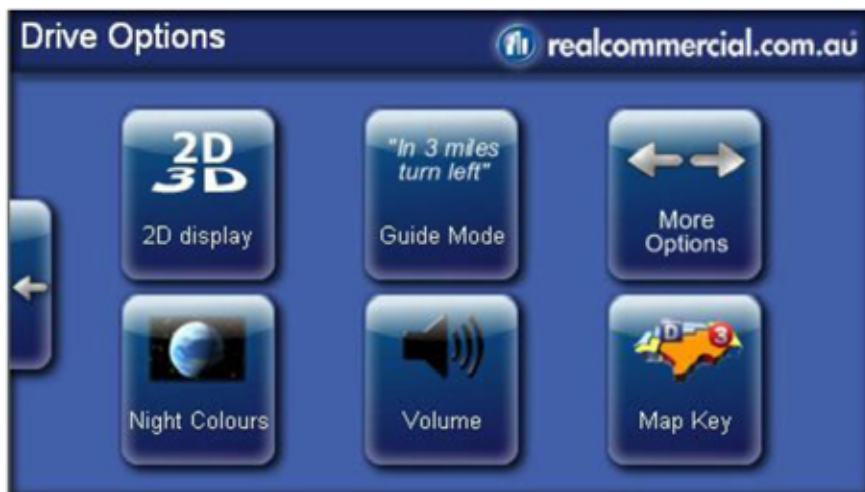 Drive Options
realcommercial.com.au
2D
3D
2D display
"In 3 miles
turn left"
Guide Mode
More
Options
Night Colours
Volume
D 3
Map Key